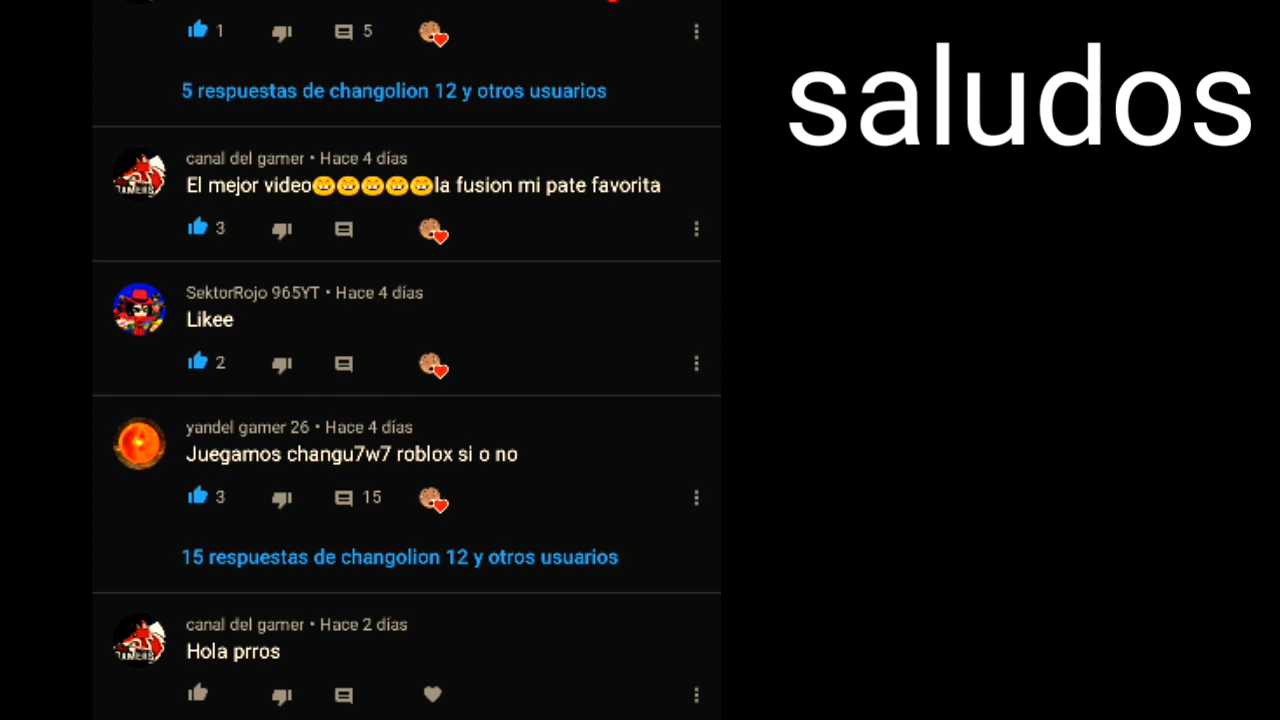 1
5
5 respuestas de changolion 12 y otros usuarios
saludos
canal del gamer • Hace 4 días
El mejor video😁😁😁😁😁la fusion mi pate favorita
3
SektorRojo 965YT • Hace 4 días
Likee
2
yandel gamer 26 • Hace 4 días
Juegamos changu7w7 roblox si o no
3
15
15 respuestas de changolion 12 y otros usuarios
canal del gamer • Hace 2 días
Hola prros